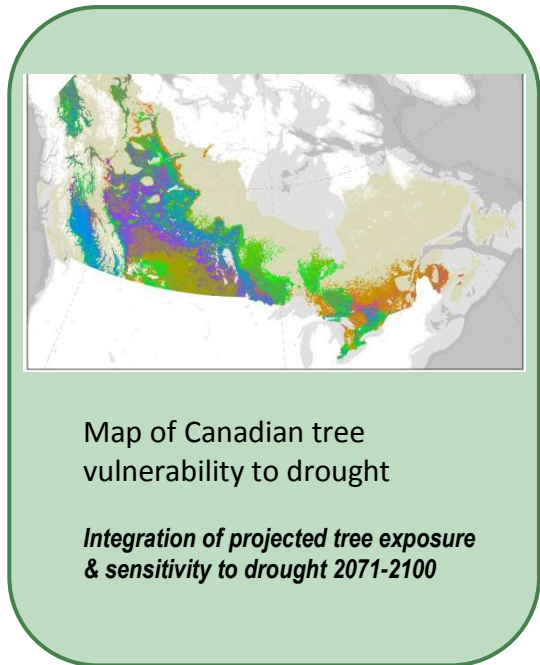 Map of Canadian tree
vulnerability to drought
Integration of projected tree exposure
& sensitivity to drought 2071-2100